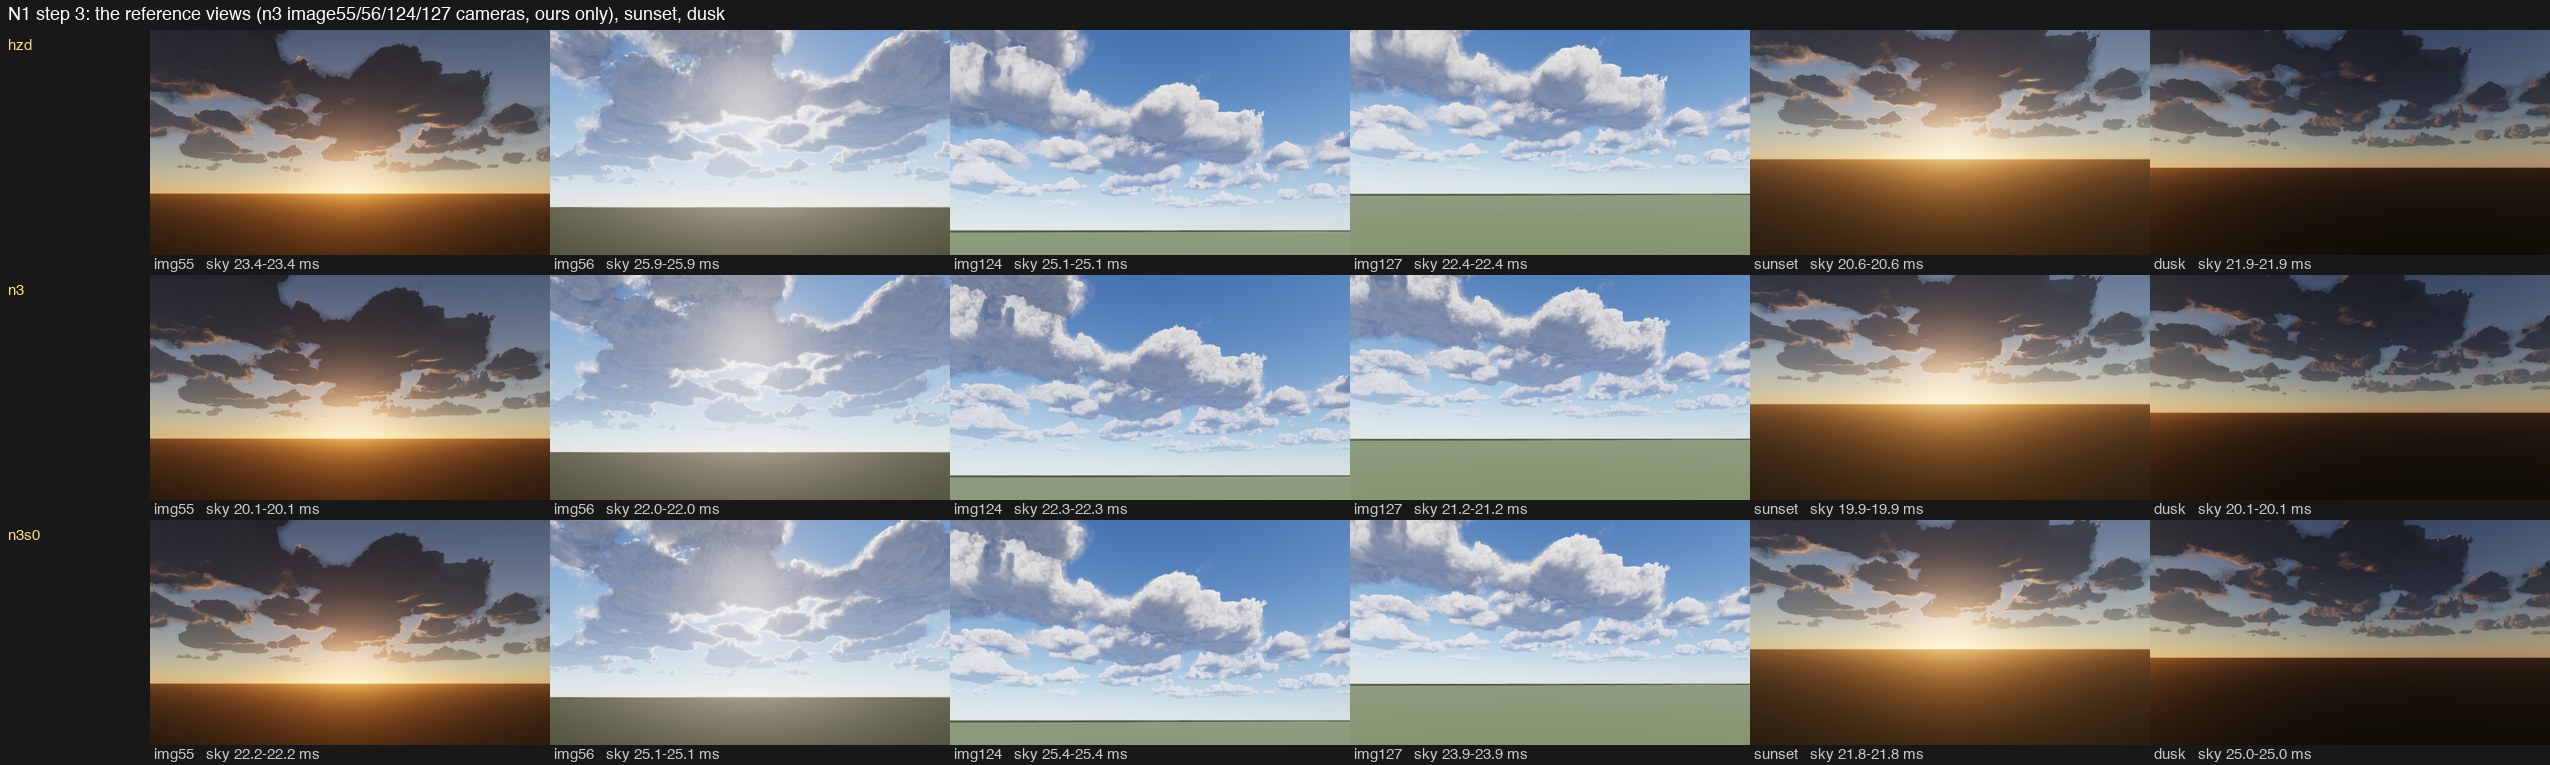 N1 step 3: the reference views (n3 image55/56/124/127 cameras, ours only), sunset, dusk
hzd
img55 sky 23.4-23.4 ms
img56 sky 25.9-25.9 ms
img124 sky 25.1-25.1 ms
img127 sky 22.4-22.4 ms
sunset sky 20.6-20.6 ms
dusk sky 21.9-21.9 ms
n3
img55 sky 20.1-20.1 ms
img56 sky 22.0-22.0 ms
img124 sky 22.3-22.3 ms
img127 sky 21.2-21.2 ms
sunset sky 19.9-19.9 ms
dusk sky 20.1-20.1 ms
n3s0
img55 sky 22.2-22.2 ms
img56 sky 25.1-25.1 ms
img124 sky 25.4-25.4 ms
img127 sky 23.9-23.9 ms
sunset sky 21.8-21.8 ms
dusk sky 25.0-25.0 ms